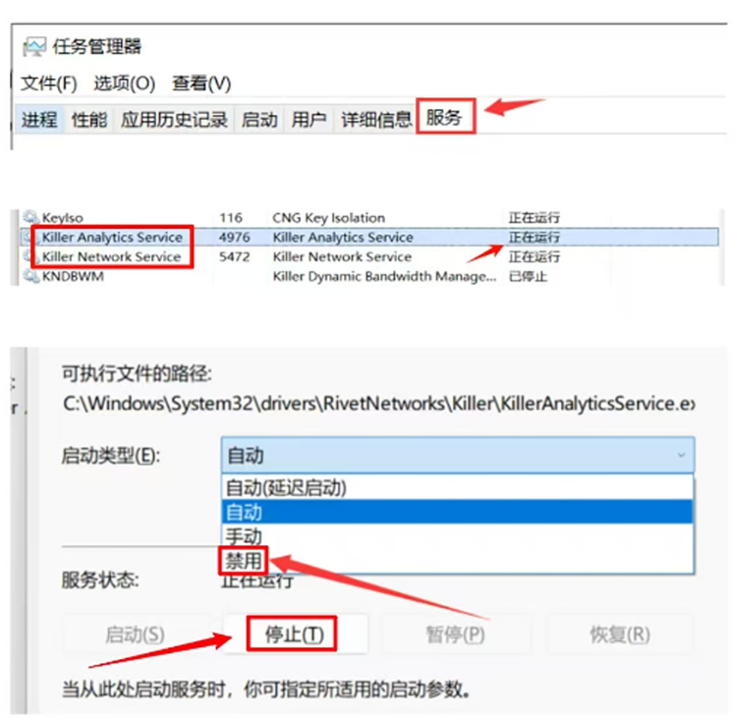 任务管理器
文件(F) 选项(O) 查看(V)
进程 性能 应用历史记录 启动 用户 详细信息 服务
KeyIso 116 CNG Key Isolation 正在运行
Killer Analytics Service 4976 Killer Analytics Service 正在运行
Killer Network Service 5472 Killer Network Service 正在运行
KNDBWM Killer Dynamic Bandwidth Manage... 已停止
可执行文件的路径:
C:\Windows\System32\drivers\RivetNetworks\Killer\KillerAnalyticsService.ex
启动类型(E): 自动
自动(延迟启动)
自动
手动
禁用
服务状态: 正在运行
启动(S) 停止(T) 暂停(P) 恢复(R)
当从此处启动服务时，你可指定所适用的启动参数。